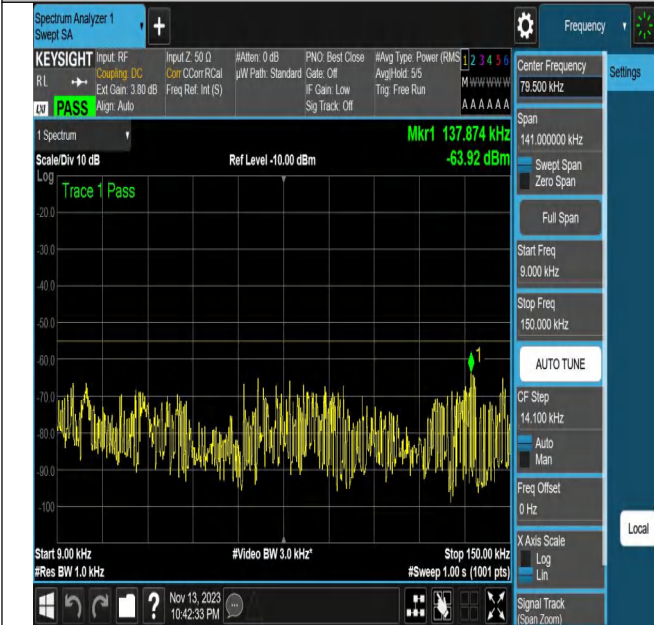 Spectrum Analyzer 1
Swept SA
+
Frequency
KEYSIGHT
RL
PASS
Input: RF
Coupling: DC
Ext Gain: 3.80 dB
Align: Auto
Input Z: 50 Ω
Corr CCorr RCal
Freq Ref: Int (S)
#Atten: 0 dB
µW Path: Standard
PNO: Best Close
Gate: Off
IF Gain: Low
Sig Track: Off
#Avg Type: Power (RMS
Avg|Hold: 5/5
Trig: Free Run
1 2 3 4 5 6
M W W W W W
A A A A A A
1 Spectrum
Scale/Div 10 dB
Ref Level -10.00 dBm
Mkr1 137.874 kHz
-63.92 dBm
Log
Trace 1 Pass
-20.0
-30.0
-40.0
-50.0
-60.0
-70.0
-80.0
-90.0
-100
1
Start 9.00 kHz
#Video BW 3.0 kHz*
Stop 150.00 kHz
#Res BW 1.0 kHz
#Sweep 1.00 s (1001 pts)
?
Nov 13, 2023
10:42:33 PM
Center Frequency
79.500 kHz
Settings
Span
141.000000 kHz
Swept Span
Zero Span
Full Span
Start Freq
9.000 kHz
Stop Freq
150.000 kHz
AUTO TUNE
CF Step
14.100 kHz
Auto
Man
Freq Offset
0 Hz
Local
X Axis Scale
Log
Lin
Signal Track
(Span Zoom)